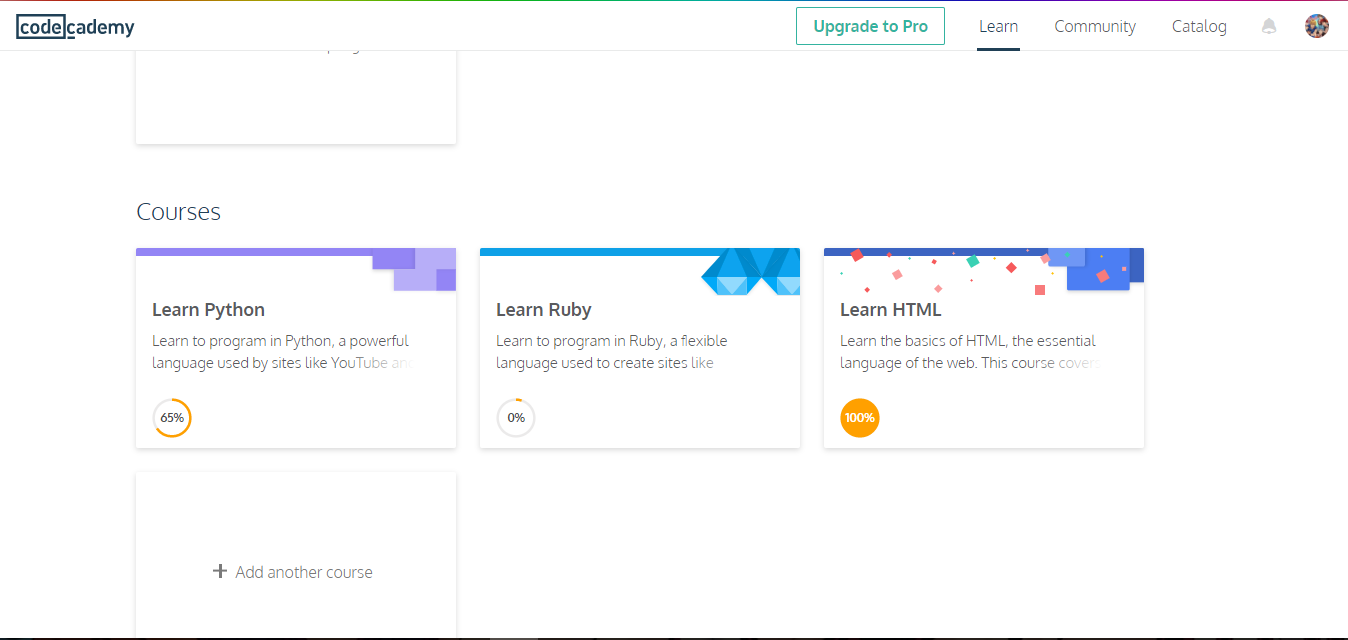 codecademy
Upgrade to Pro
Learn
Community
Catalog
Courses
Learn Python
Learn to program in Python, a powerful
language used by sites like YouTube and
65%
Learn Ruby
Learn to program in Ruby, a flexible
language used to create sites like
0%
Learn HTML
Learn the basics of HTML, the essential
language of the web. This course covers
100%
+ Add another course